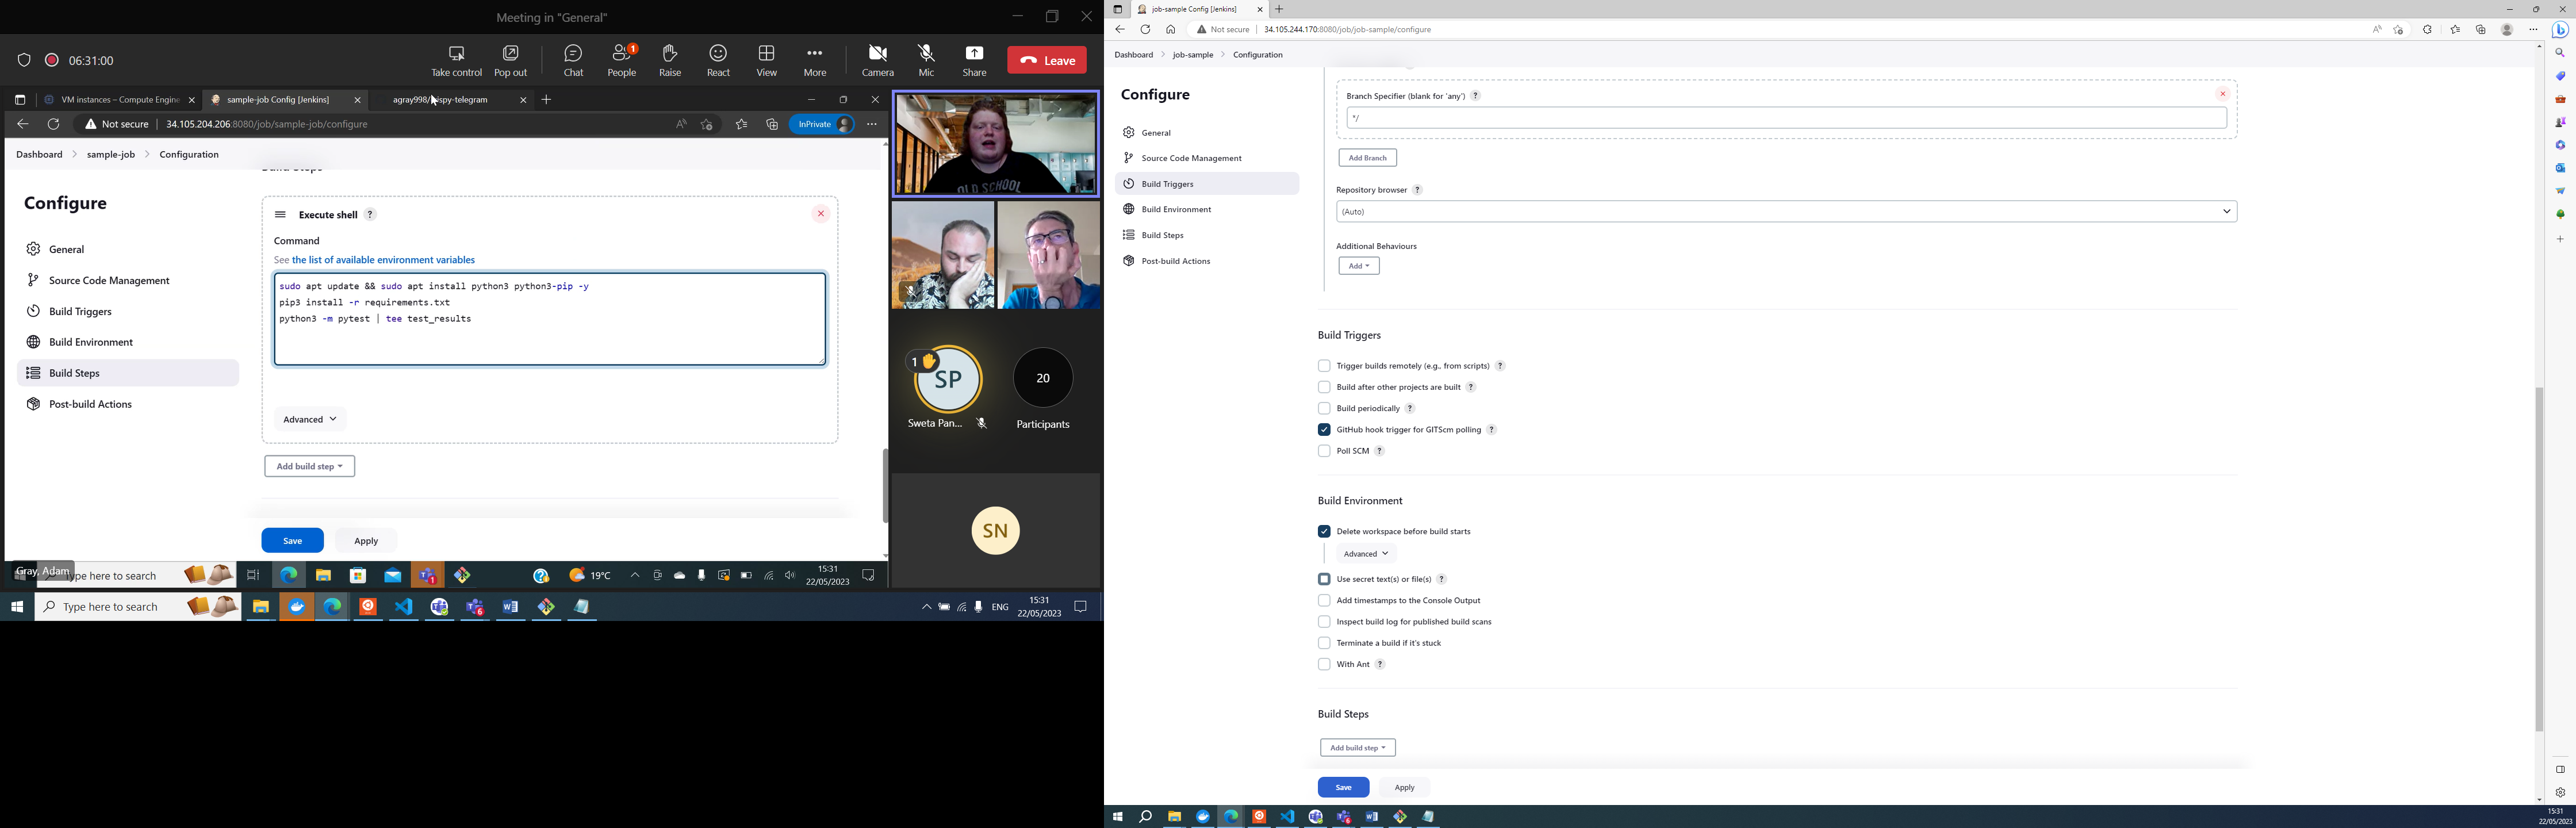 Meeting in "General"
06:31:00
Take control
Pop out
Chat
1
People
Raise
React
View
More
Camera
Mic
Share
Leave
VM instances – Compute Engine
sample-job Config [Jenkins]
Not secure
34.105.204.206:8080/job/sample-job/configure
InPrivate
Dashboard
sample-job
Configuration
Build Steps
Configure
General
Source Code Management
Build Triggers
Build Environment
Build Steps
Post-build Actions
Execute shell
?
Command
See the list of available environment variables
sudo apt update && sudo apt install python3 python3-pip -y
pip3 install -r requirements.txt
python3 -m pytest | tee test_results
Advanced
Add build step
Save
Apply
Gray, Adam
Type here to search
19°C
15:31
22/05/2023
OLD SCHOOL
1
SP
Sweta Pan...
20
Participants
SN
Type here to search
ENG
15:31
22/05/2023
job-sample Config [Jenkins]
Not secure
34.105.244.170:8080/job/job-sample/configure
Dashboard
job-sample
Configuration
Configure
General
Source Code Management
Build Triggers
Build Environment
Build Steps
Post-build Actions
Branch Specifier (blank for 'any') ?
*/
Add Branch
Repository browser ?
(Auto)
Additional Behaviours
Add
Build Triggers
Trigger builds remotely (e.g., from scripts) ?
Build after other projects are built ?
Build periodically ?
GitHub hook trigger for GITScm polling ?
Poll SCM ?
Build Environment
Delete workspace before build starts
Advanced
Use secret text(s) or file(s) ?
Add timestamps to the Console Output
Inspect build log for published build scans
Terminate a build if it's stuck
With Ant ?
Build Steps
Add build step
Save
Apply
15:31
22/05/2023